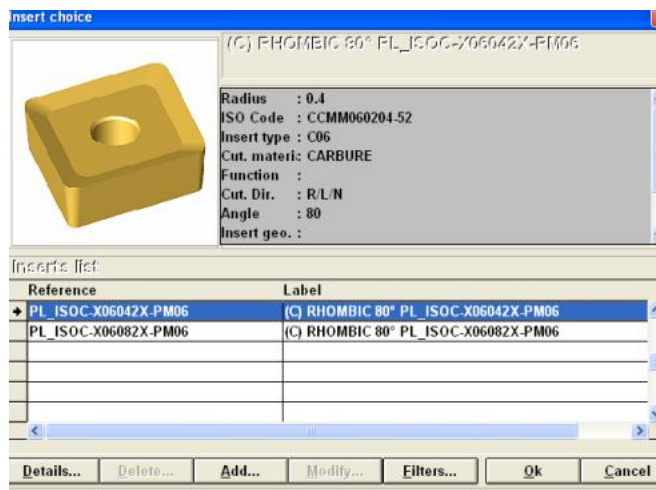 Insert choice
(C) RHOMBIC 80° PL_ISOC-X06042X-PM06
Radius : 0.4
ISO Code : CCMM060204-52
Insert type : C06
Cut. materi: CARBURE
Function :
Cut. Dir. : R/L/N
Angle : 80
Insert geo. :
Inserts list
Reference Label
PL_ISOC-X06042X-PM06 (C) RHOMBIC 80° PL_ISOC-X06042X-PM06
PL_ISOC-X06082X-PM06 (C) RHOMBIC 80° PL_ISOC-X06082X-PM06
Details... Delete... Add... Modify... Filters... Ok Cancel